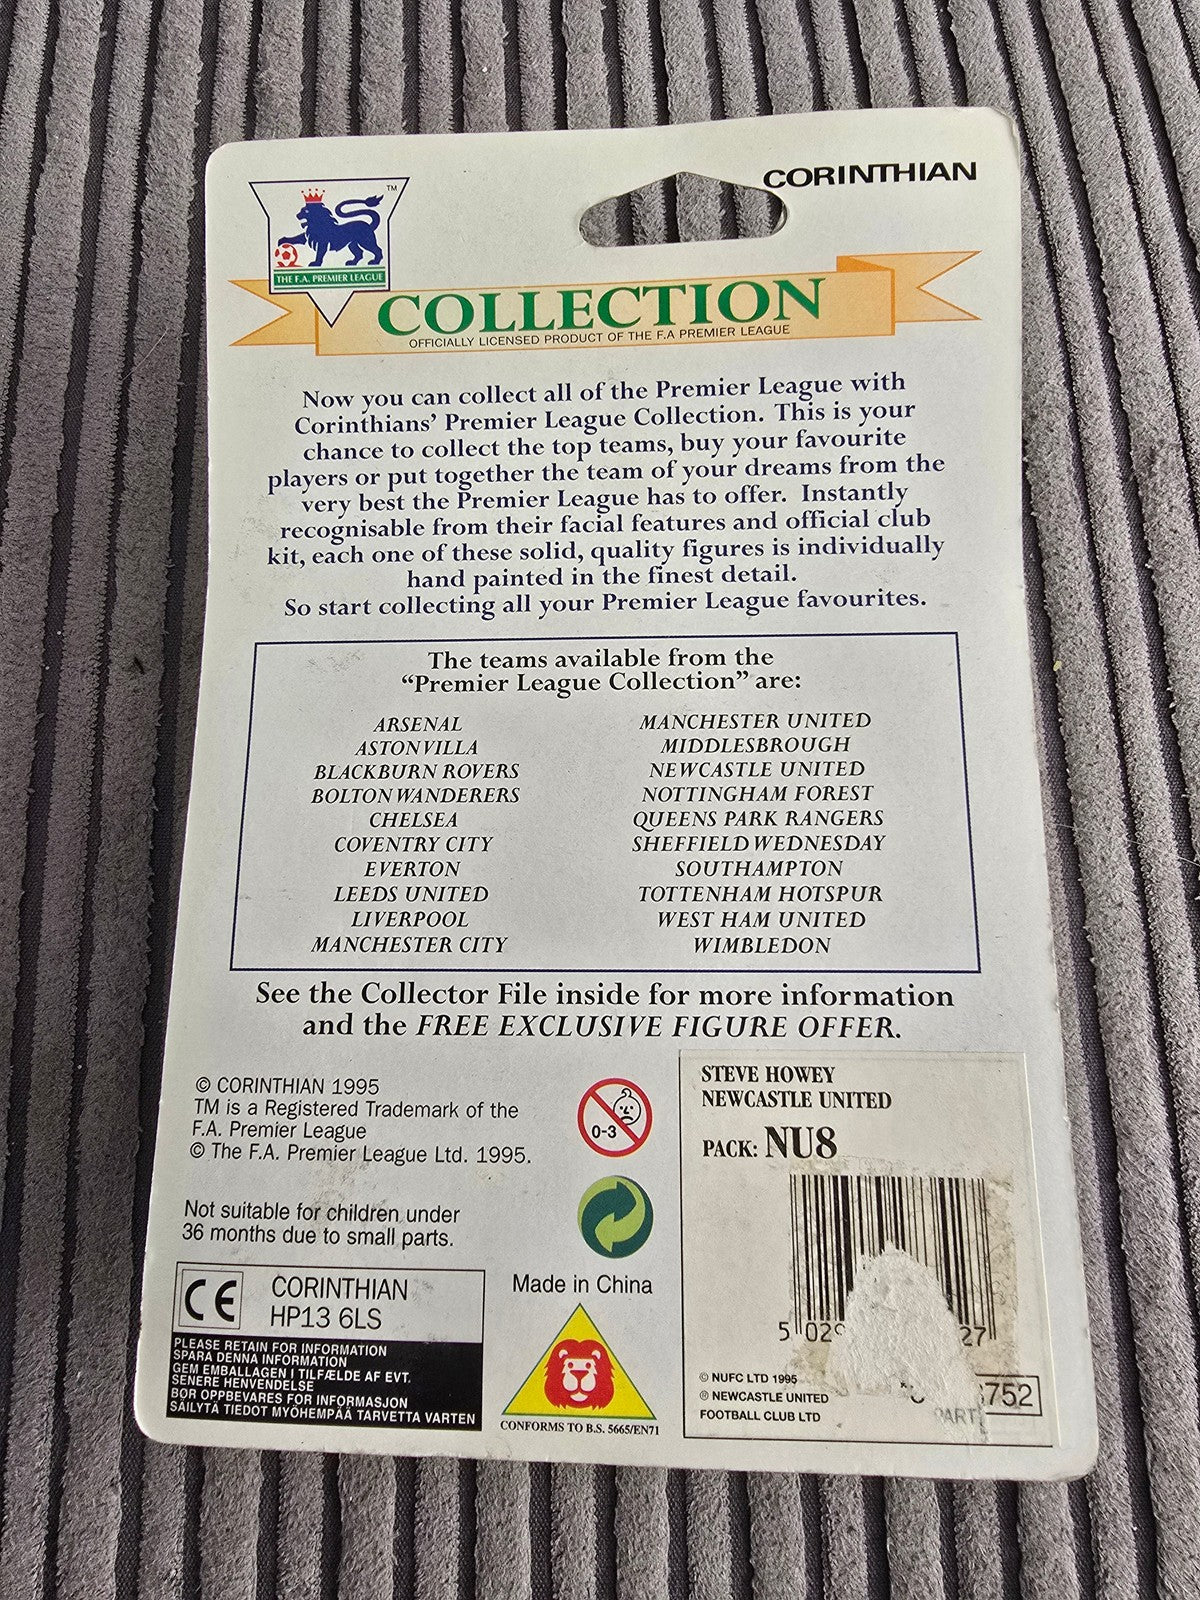 CORINTHIAN
TM
THE F.A. PREMIER LEAGUE
COLLECTION
OFFICIALLY LICENSED PRODUCT OF THE F.A PREMIER LEAGUE
Now you can collect all of the Premier League with
Corinthians’ Premier League Collection. This is your
chance to collect the top teams, buy your favourite
players or put together the team of your dreams from the
very best the Premier League has to offer. Instantly
recognisable from their facial features and official club
kit, each one of these solid, quality figures is individually
hand painted in the finest detail.
So start collecting all your Premier League favourites.
The teams available from the
“Premier League Collection” are:
ARSENAL
ASTON VILLA
BLACKBURN ROVERS
BOLTON WANDERERS
CHELSEA
COVENTRY CITY
EVERTON
LEEDS UNITED
LIVERPOOL
MANCHESTER CITY
MANCHESTER UNITED
MIDDLESBROUGH
NEWCASTLE UNITED
NOTTINGHAM FOREST
QUEENS PARK RANGERS
SHEFFIELD WEDNESDAY
SOUTHAMPTON
TOTTENHAM HOTSPUR
WEST HAM UNITED
WIMBLEDON
See the Collector File inside for more information
and the FREE EXCLUSIVE FIGURE OFFER.
© CORINTHIAN 1995
TM is a Registered Trademark of the
F.A. Premier League
© The F.A. Premier League Ltd. 1995.
Not suitable for children under
36 months due to small parts.
CE
CORINTHIAN
HP13 6LS
PLEASE RETAIN FOR INFORMATION
SPARA DENNA INFORMATION
GEM EMBALLAGEN I TILFÆLDE AF EVT.
SENERE HENVENDELSE
BOR OPPBEVARES FOR INFORMASJON
SÄILYTÄ TIEDOT MYÖHEMPÄÄ TARVETTA VARTEN
0-3
Made in China
CONFORMS TO B.S. 5665/EN71
STEVE HOWEY
NEWCASTLE UNITED
PACK: NU8
5 029 27
© NUFC LTD 1995
® NEWCASTLE UNITED
FOOTBALL CLUB LTD
752
PART